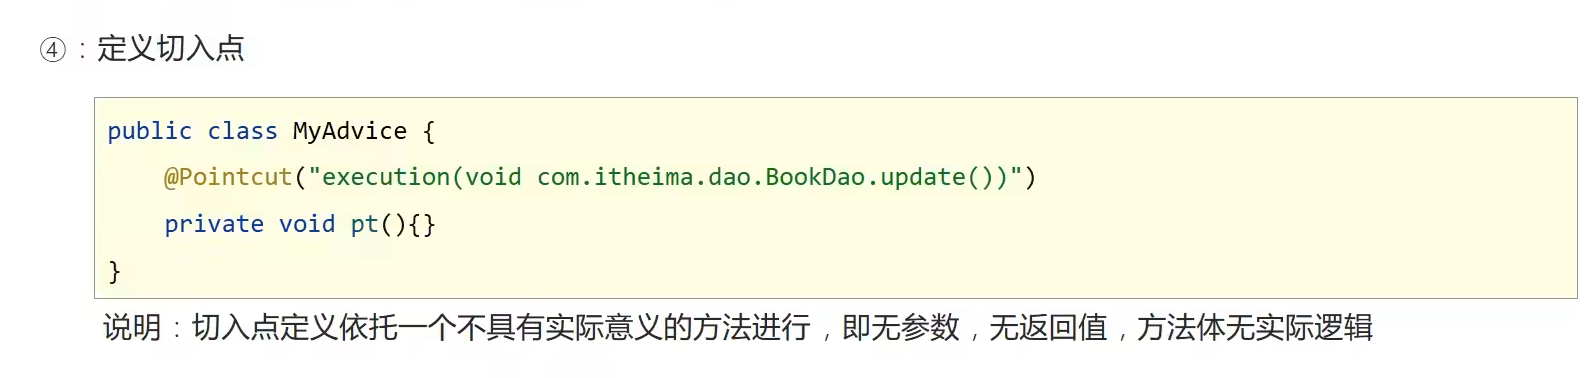 ④：定义切入点
public class MyAdvice {
    @Pointcut("execution(void com.itheima.dao.BookDao.update())")
    private void pt(){}
}
说明：切入点定义依托一个不具有实际意义的方法进行，即无参数，无返回值，方法体无实际逻辑